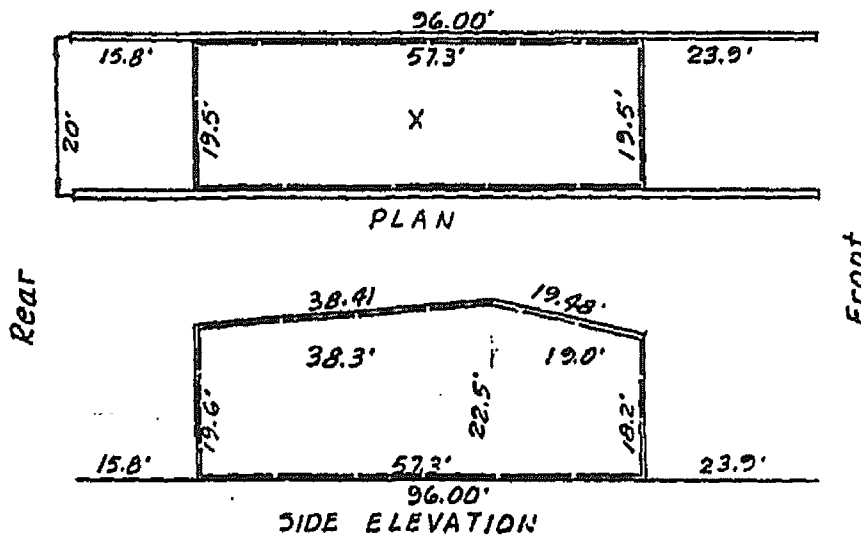 96.00'
15.8' 57.3' 23.9'
20' 19.5' X 19.5'
PLAN
Rear
Front
38.41 19.48'
38.3' 19.0'
19.6' 22.5' 18.2'
15.8' 57.3' 23.9'
96.00'
SIDE ELEVATION